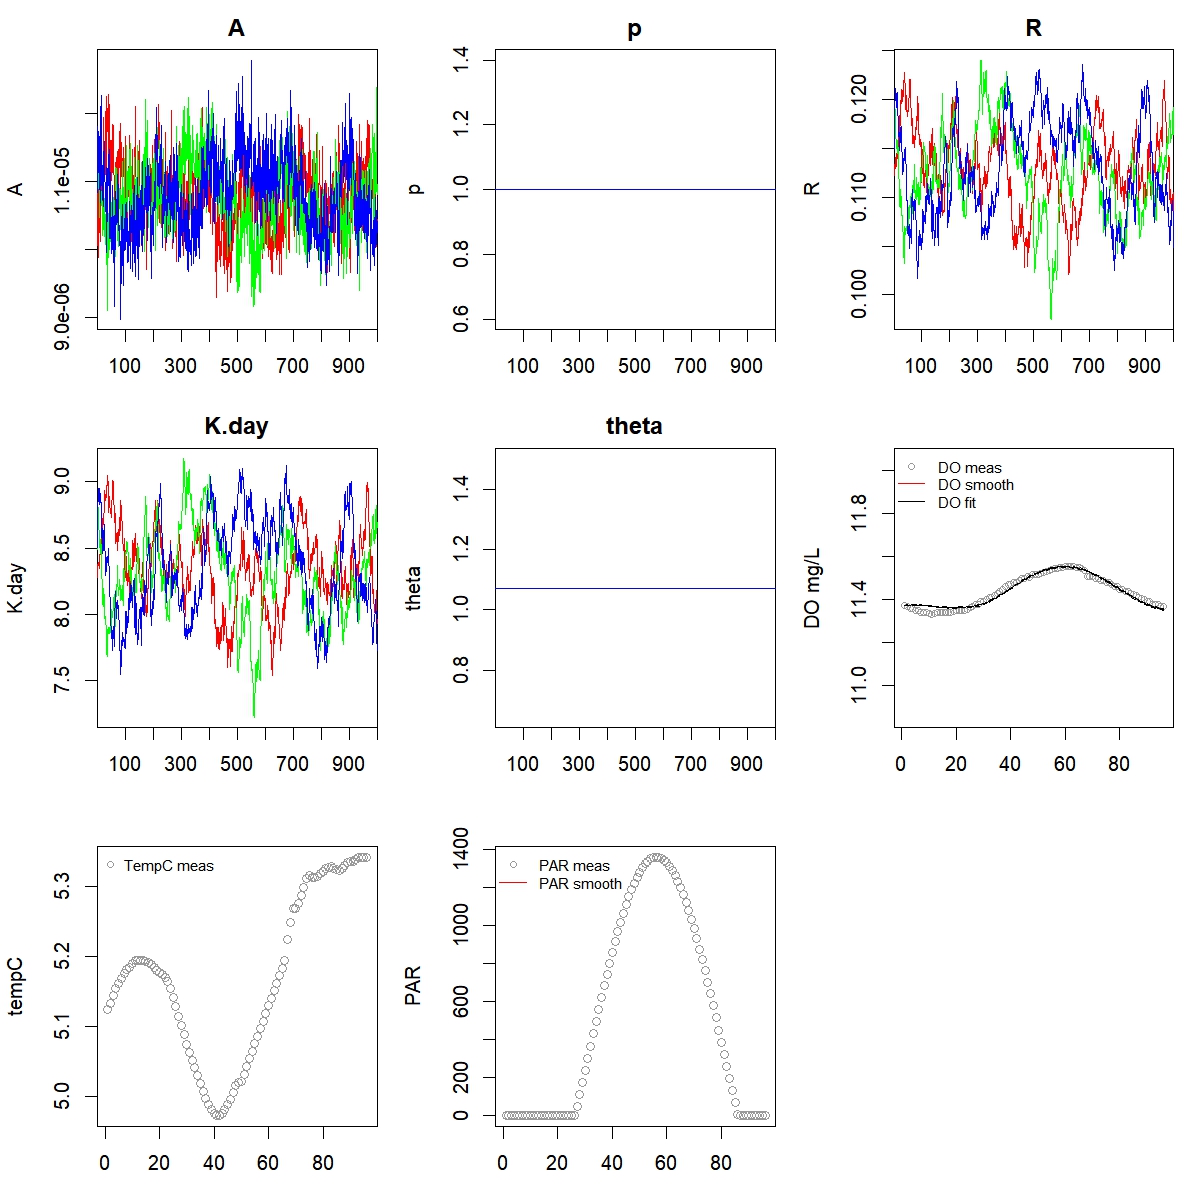 A
A
1.1e-05
9.0e-06
100 300 500 700 900
p
p
1.4
1.2
1.0
0.8
0.6
100 300 500 700 900
R
R
0.120
0.110
0.100
100 300 500 700 900
K.day
K.day
9.0
8.5
8.0
7.5
100 300 500 700 900
theta
theta
1.4
1.2
1.0
0.8
100 300 500 700 900
DO meas
DO smooth
DO fit
DO mg/L
11.8
11.4
11.0
0 20 40 60 80
TempC meas
tempC
5.3
5.2
5.1
5.0
0 20 40 60 80
PAR meas
PAR smooth
PAR
1400
1000
600
200
0
0 20 40 60 80